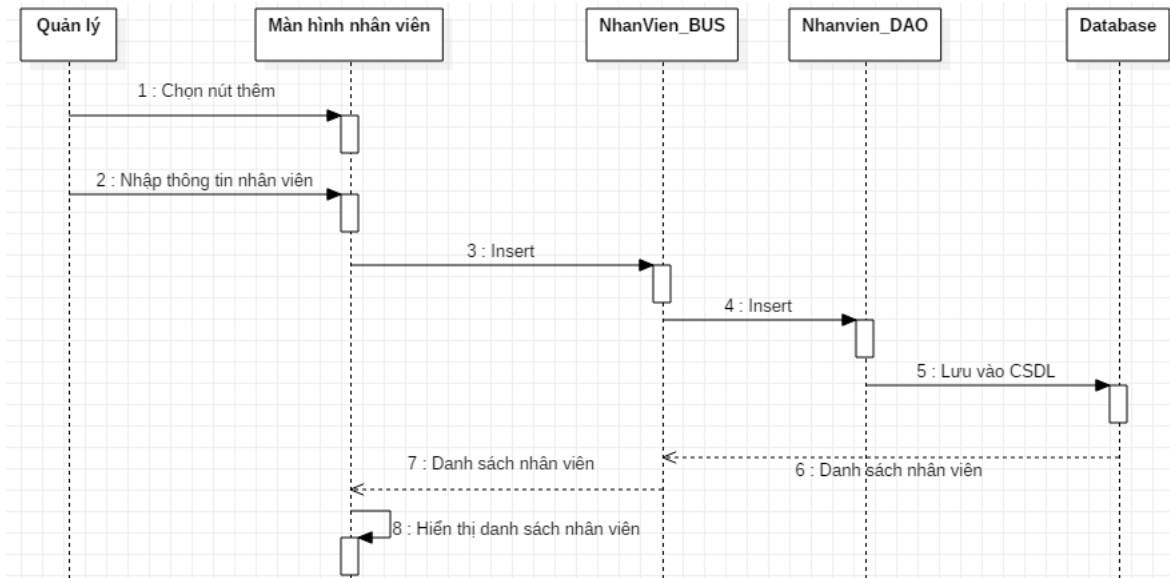 Quản lý
Màn hình nhân viên
NhanVien_BUS
Nhanvien_DAO
Database
1 : Chọn nút thêm
2 : Nhập thông tin nhân viên
3 : Insert
4 : Insert
5 : Lưu vào CSDL
6 : Danh sách nhân viên
7 : Danh sách nhân viên
8 : Hiển thị danh sách nhân viên